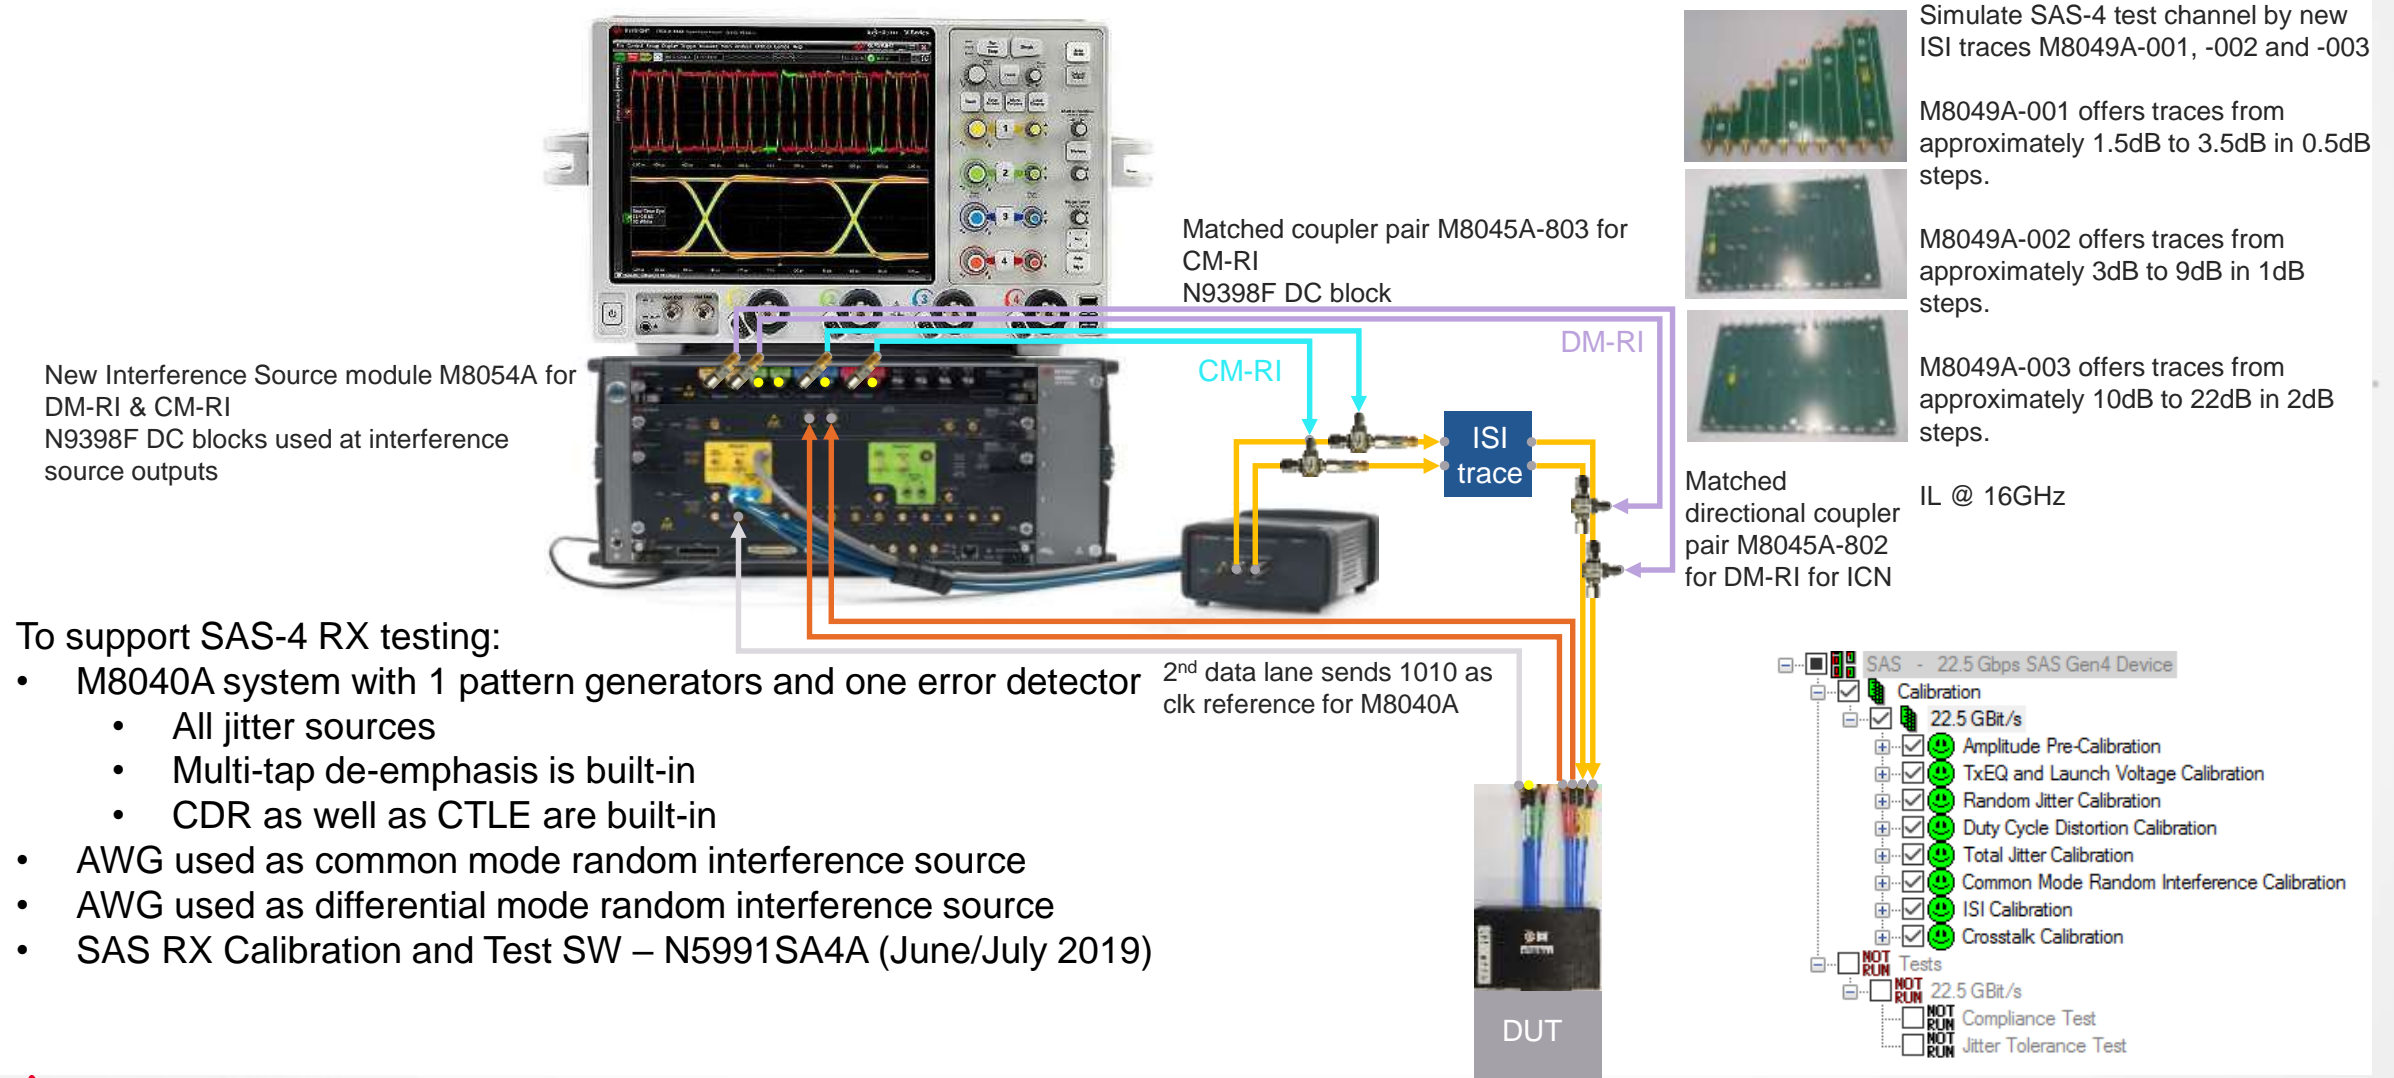 Simulate SAS-4 test channel by new
ISI traces M8049A-001, -002 and -003
M8049A-001 offers traces from
approximately 1.5dB to 3.5dB in 0.5dB
steps.
M8049A-002 offers traces from
approximately 3dB to 9dB in 1dB
steps.
M8049A-003 offers traces from
approximately 10dB to 22dB in 2dB
steps.
IL @ 16GHz
Matched coupler pair M8045A-803 for
CM-RI
N9398F DC block
DM-RI
CM-RI
New Interference Source module M8054A for
DM-RI & CM-RI
N9398F DC blocks used at interference
source outputs
ISI
trace
Matched
directional coupler
pair M8045A-802
for DM-RI for ICN
1
2
3
4
To support SAS-4 RX testing:
• M8040A system with 1 pattern generators and one error detector
• All jitter sources
• Multi-tap de-emphasis is built-in
• CDR as well as CTLE are built-in
• AWG used as common mode random interference source
• AWG used as differential mode random interference source
• SAS RX Calibration and Test SW – N5991SA4A (June/July 2019)
2nd data lane sends 1010 as
clk reference for M8040A
DUT
SAS - 22.5 Gbps SAS Gen4 Device
Calibration
22.5 GBit/s
Amplitude Pre-Calibration
TxEQ and Launch Voltage Calibration
Random Jitter Calibration
Duty Cycle Distortion Calibration
Total Jitter Calibration
Common Mode Random Interference Calibration
ISI Calibration
Crosstalk Calibration
NOT RUN Tests
NOT RUN 22.5 GBit/s
NOT RUN Compliance Test
NOT RUN Jitter Tolerance Test